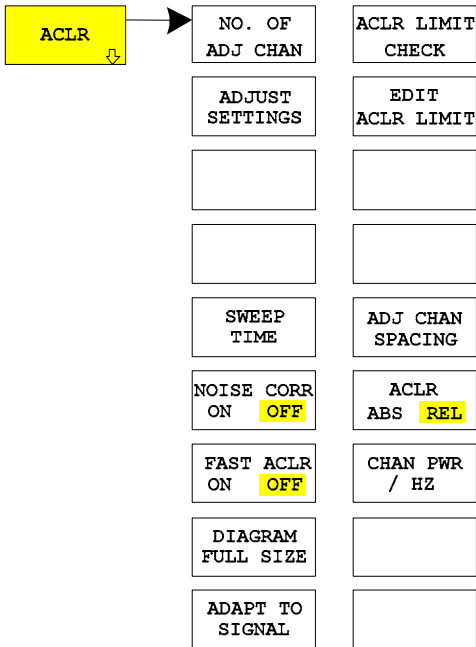 ACLR
NO. OF
ADJ CHAN
ADJUST
SETTINGS
SWEEP
TIME
NOISE CORR
ON OFF
FAST ACLR
ON OFF
DIAGRAM
FULL SIZE
ADAPT TO
SIGNAL
ACLR LIMIT
CHECK
EDIT
ACLR LIMIT
ADJ CHAN
SPACING
ACLR
ABS REL
CHAN PWR
/ HZ